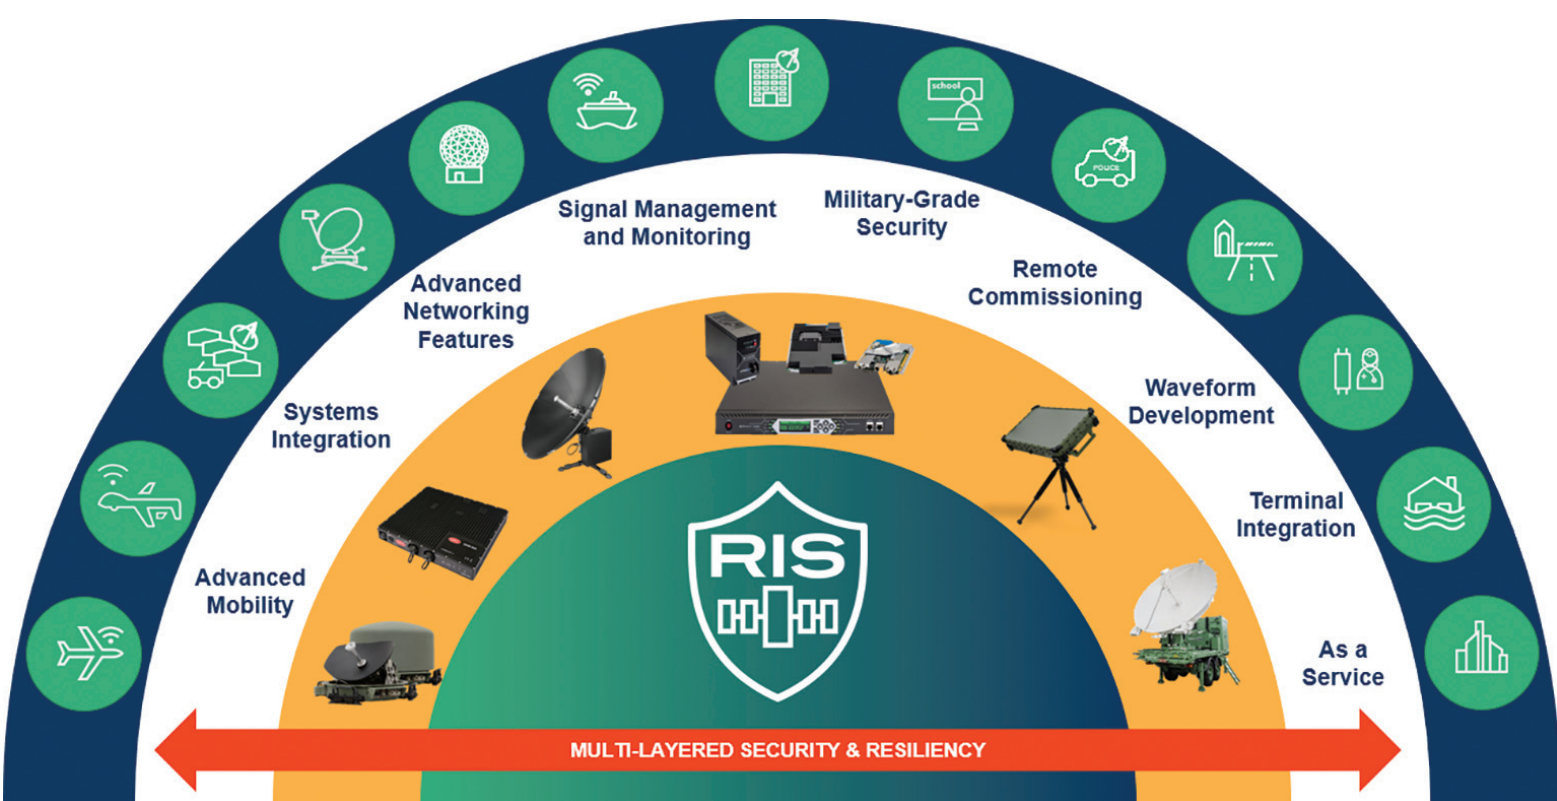 school
POLICE
Military-Grade
Security
Signal Management
and Monitoring
Remote
Commissioning
Advanced
Networking
Features
Waveform
Development
Systems
Integration
Terminal
Integration
Advanced
Mobility
As a
Service
RIS
MULTI-LAYERED SECURITY & RESILIENCY